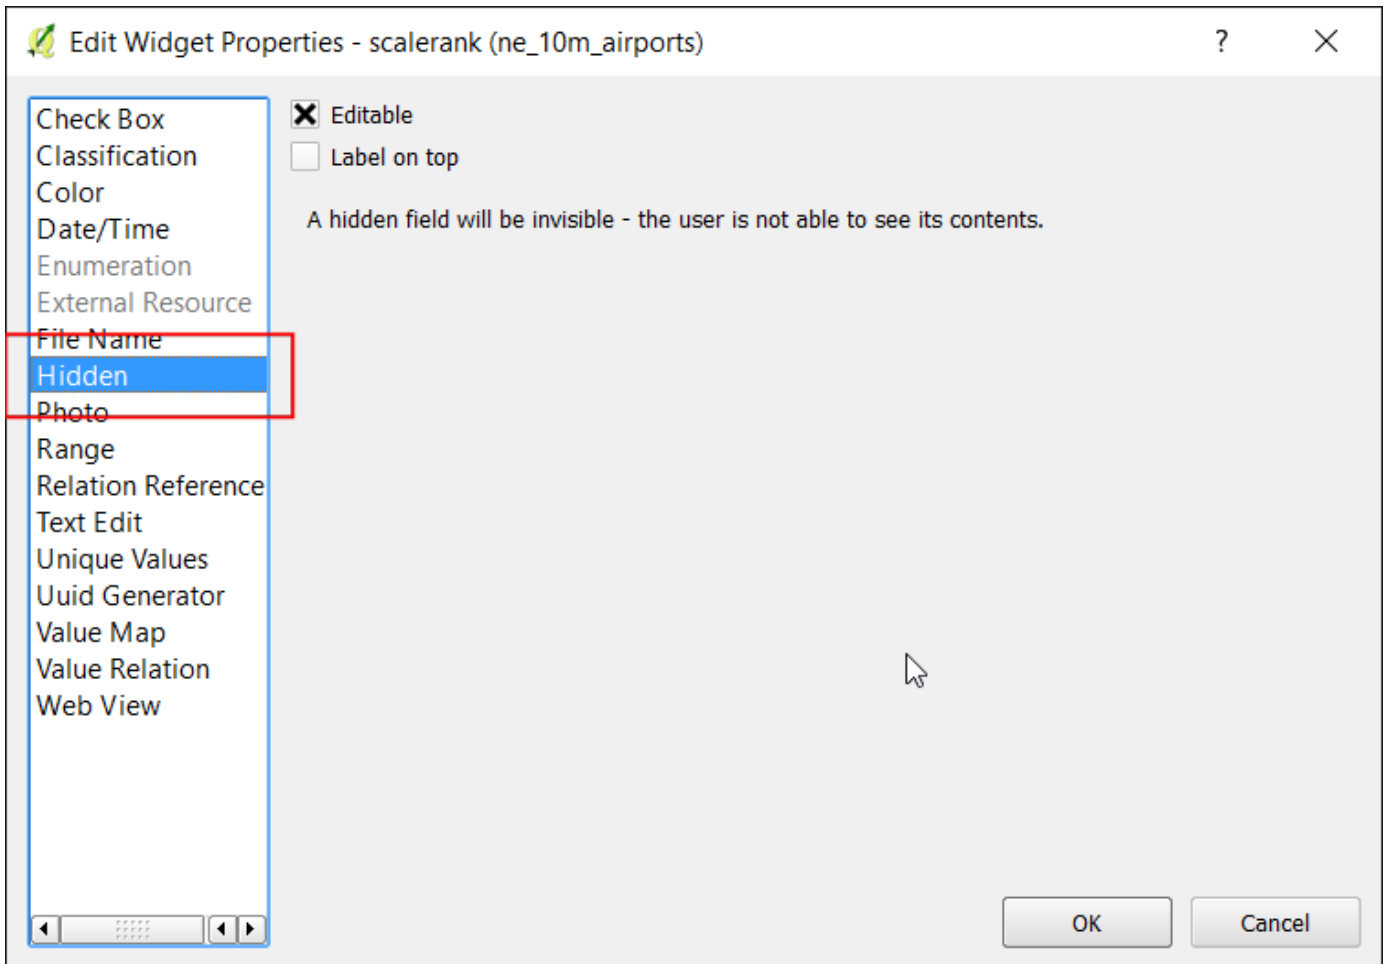 Edit Widget Properties - scalerank (ne_10m_airports)
?
Check Box
Classification
Color
Date/Time
Enumeration
External Resource
File Name
Hidden
Photo
Range
Relation Reference
Text Edit
Unique Values
Uuid Generator
Value Map
Value Relation
Web View
Editable
Label on top
A hidden field will be invisible - the user is not able to see its contents.
OK
Cancel